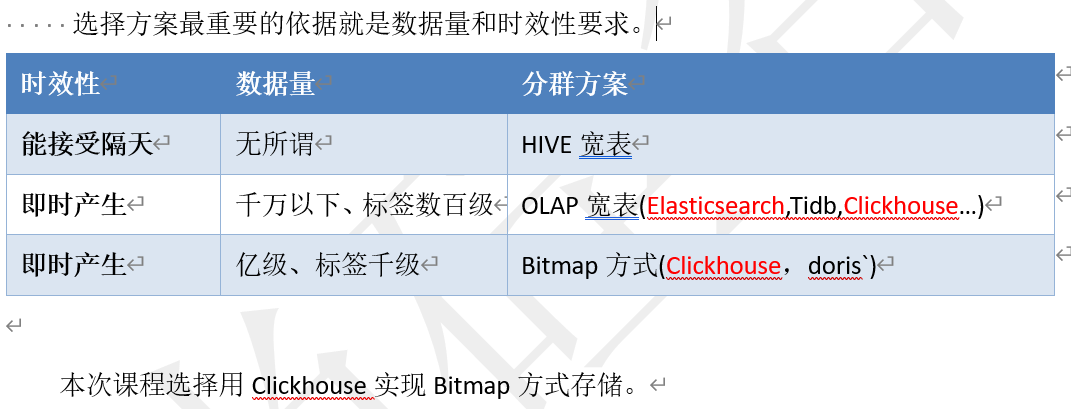 选择方案最重要的依据就是数据量和时效性要求。
时效性 数据量 分群方案
能接受隔天 无所谓 HIVE 宽表
即时产生 千万以下、标签数百级 OLAP 宽表(Elasticsearch,Tidb,Clickhouse…)
即时产生 亿级、标签千级 Bitmap 方式(Clickhouse，doris`)
本次课程选择用 Clickhouse 实现 Bitmap 方式存储。